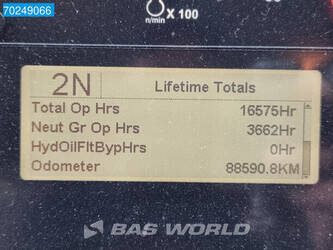 70249066
n/min X 100
2N Lifetime Totals
Total Op Hrs 16575Hr
Neut Gr Op Hrs 3662Hr
HydOilFltBypHrs 0Hr
Odometer 88590.8KM
BAS WORLD